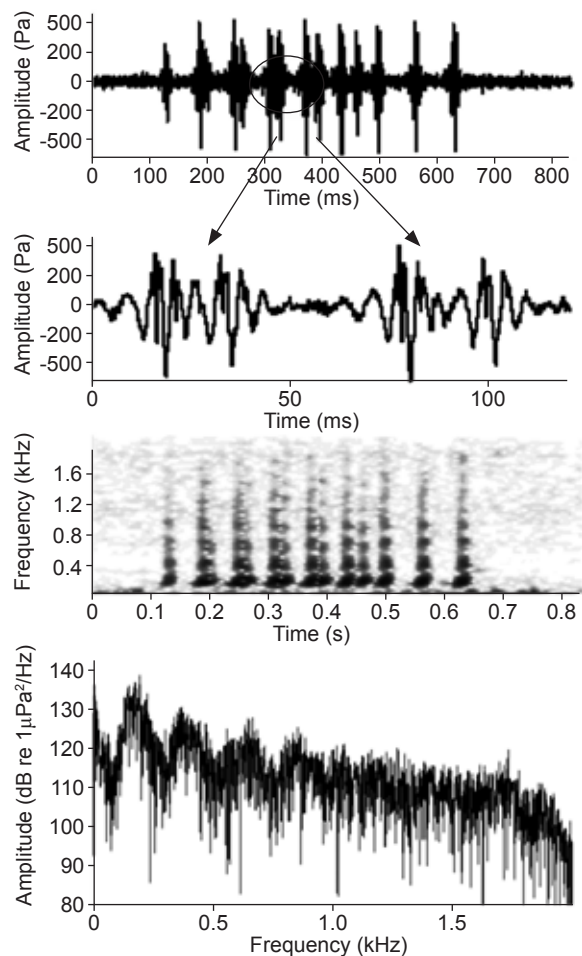 Amplitude (Pa)
500
200
0
-200
-500
0 100 200 300 400 500 600 700 800
Time (ms)
Amplitude (Pa)
500
200
0
-200
-500
0 50 100
Time (ms)
Frequency (kHz)
1.6
1.2
0.8
0.4
0 0.1 0.2 0.3 0.4 0.5 0.6 0.7 0.8
Time (s)
Amplitude (dB re 1μPa²/Hz)
140
130
120
110
100
90
80
0 0.5 1.0 1.5
Frequency (kHz)